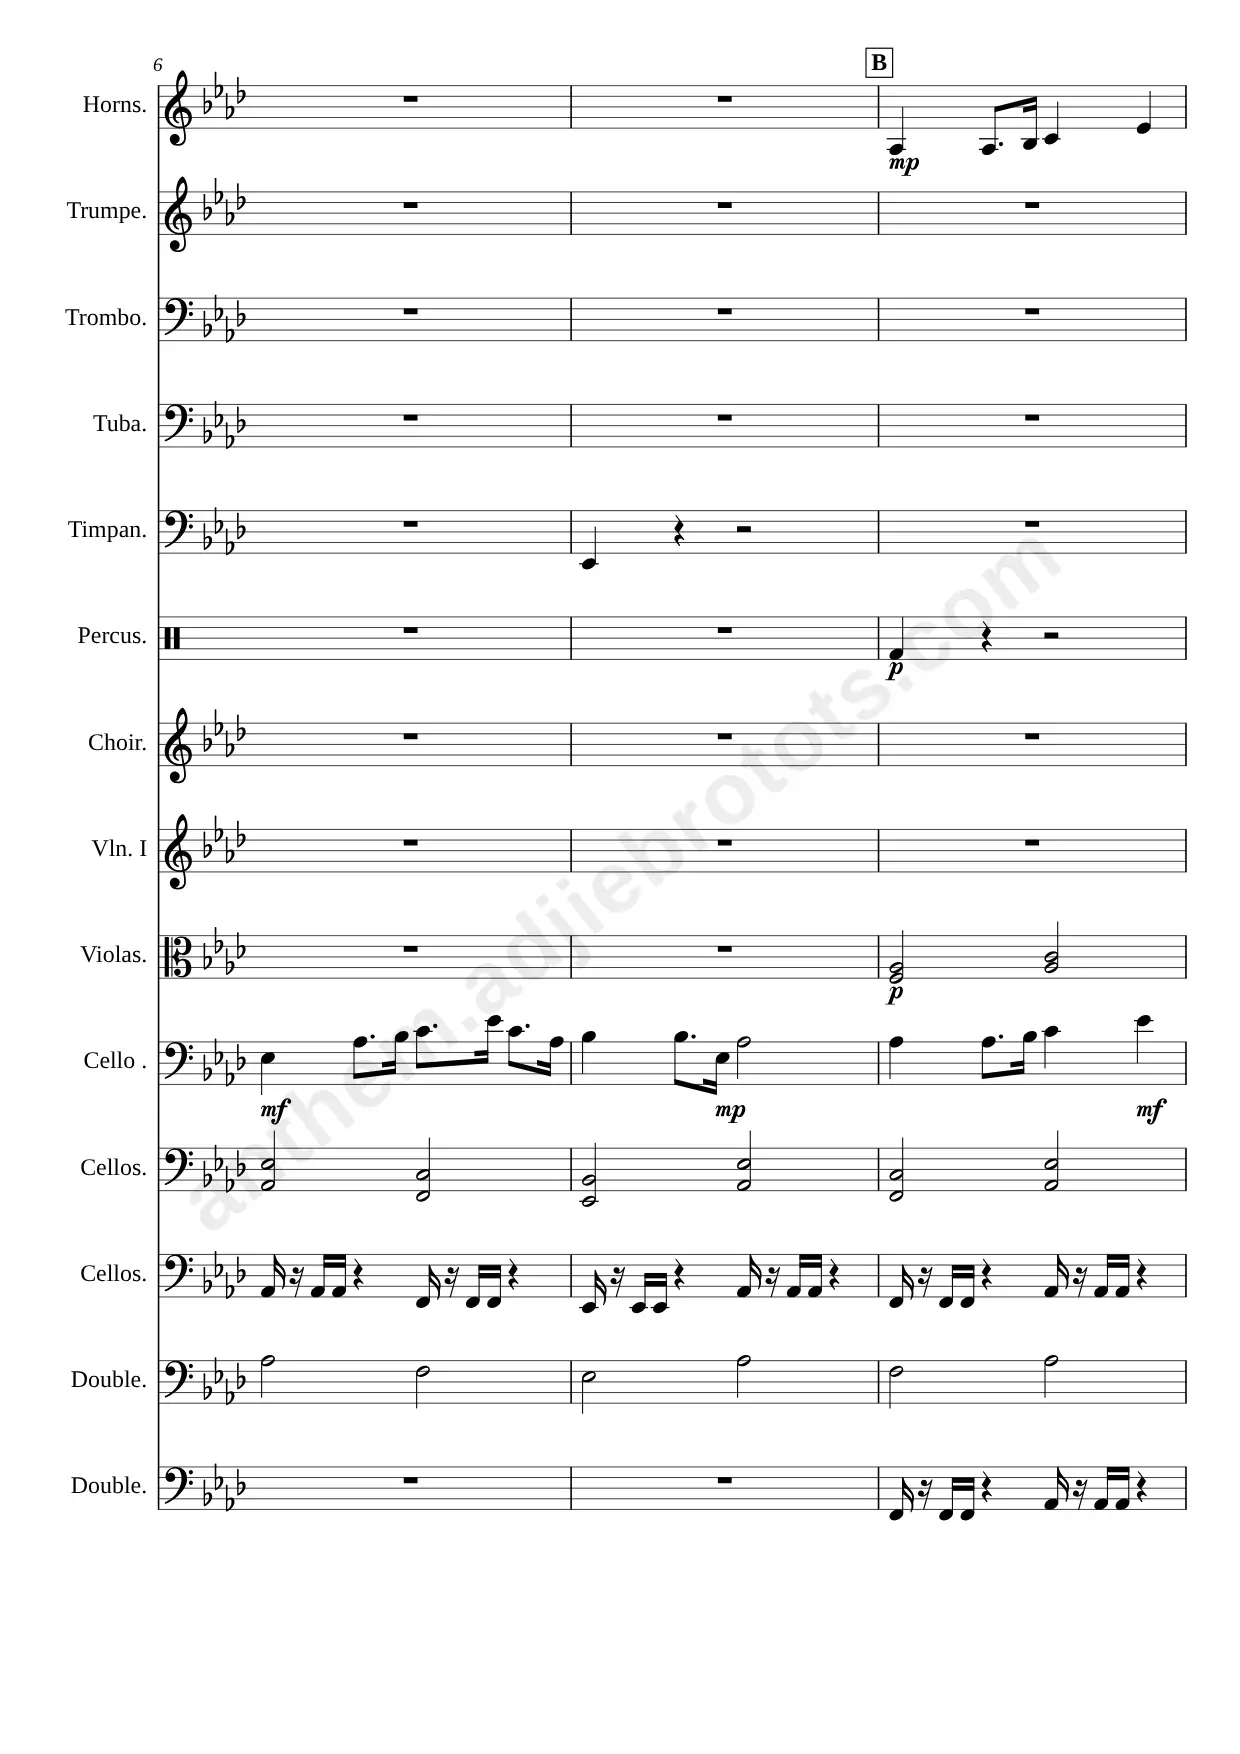 6
B
Horns.
mp
Trumpe.
Trombo.
Tuba.
Timpan.
Percus.
p
Choir.
Vln. I
Violas.
p
Cello .
mf
mp
mf
Cellos.
Cellos.
Double.
Double.
anthem.adjiebrotots.com